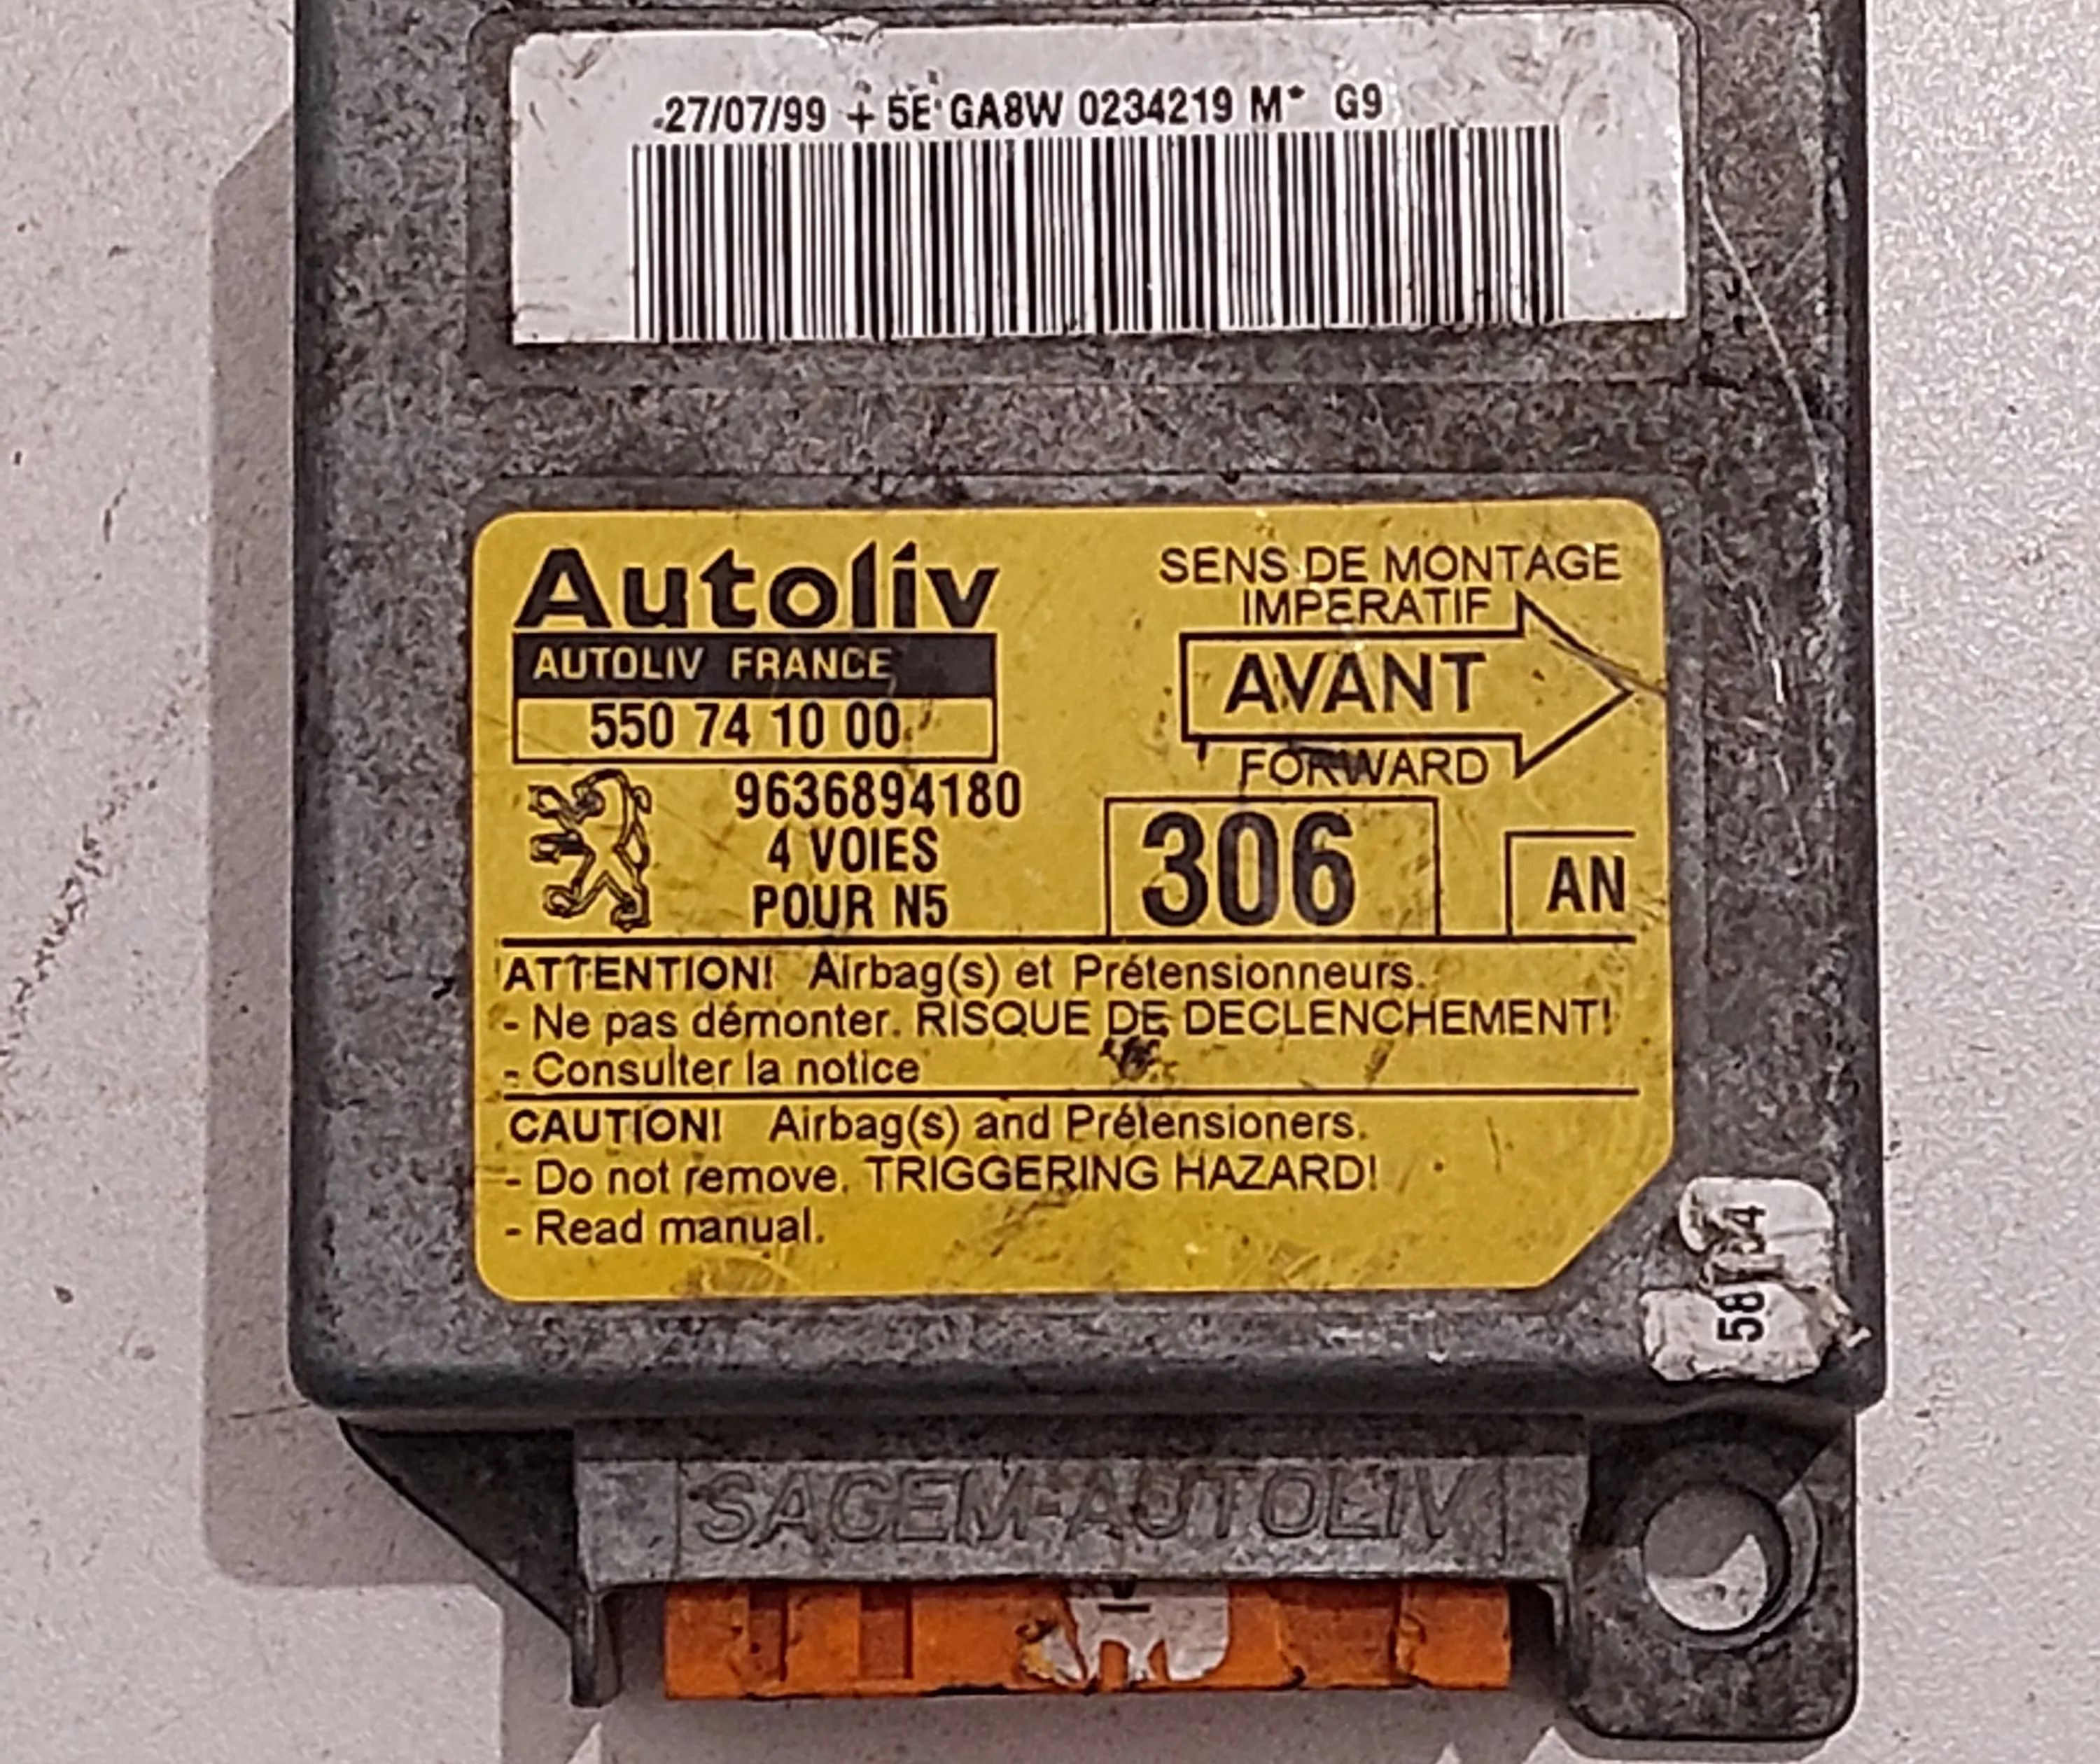 27/07/99 + 5E GA8W 0234219 M* G9
Autoliv
AUTOLIV FRANCE
550 74 10 00
SENS DE MONTAGE
IMPERATIF
AVANT
FORWARD
9636894180
4 VOIES
POUR N5
306
AN
ATTENTION! Airbag(s) et Prétensionneurs.
- Ne pas démonter. RISQUE DE DECLENCHEMENT!
- Consulter la notice
CAUTION! Airbag(s) and Prétensioners.
- Do not remove. TRIGGERING HAZARD!
- Read manual.
SAGEM-AUTOLIV